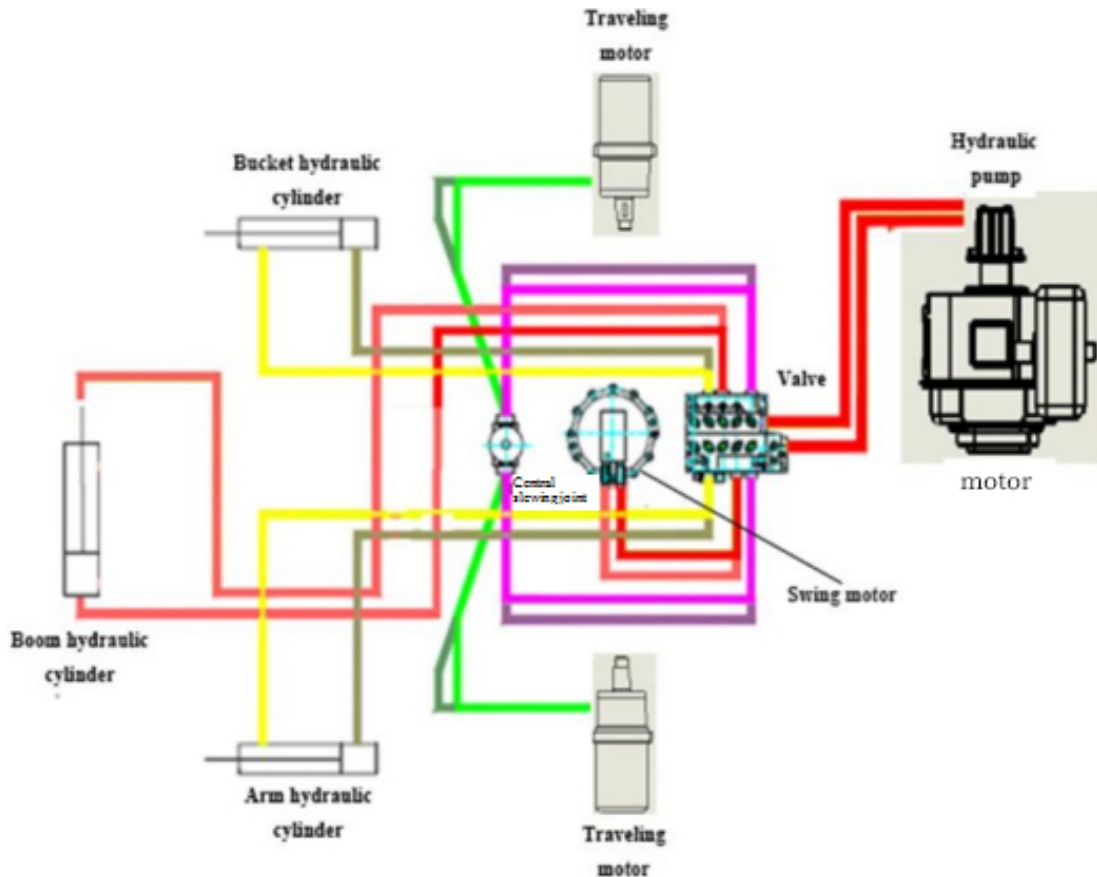 Traveling
motor
Hydraulic
pump
Bucket hydraulic
cylinder
Valve
motor
Central
slewing joint
Swing motor
Boom hydraulic
cylinder
Arm hydraulic
cylinder
Traveling
motor